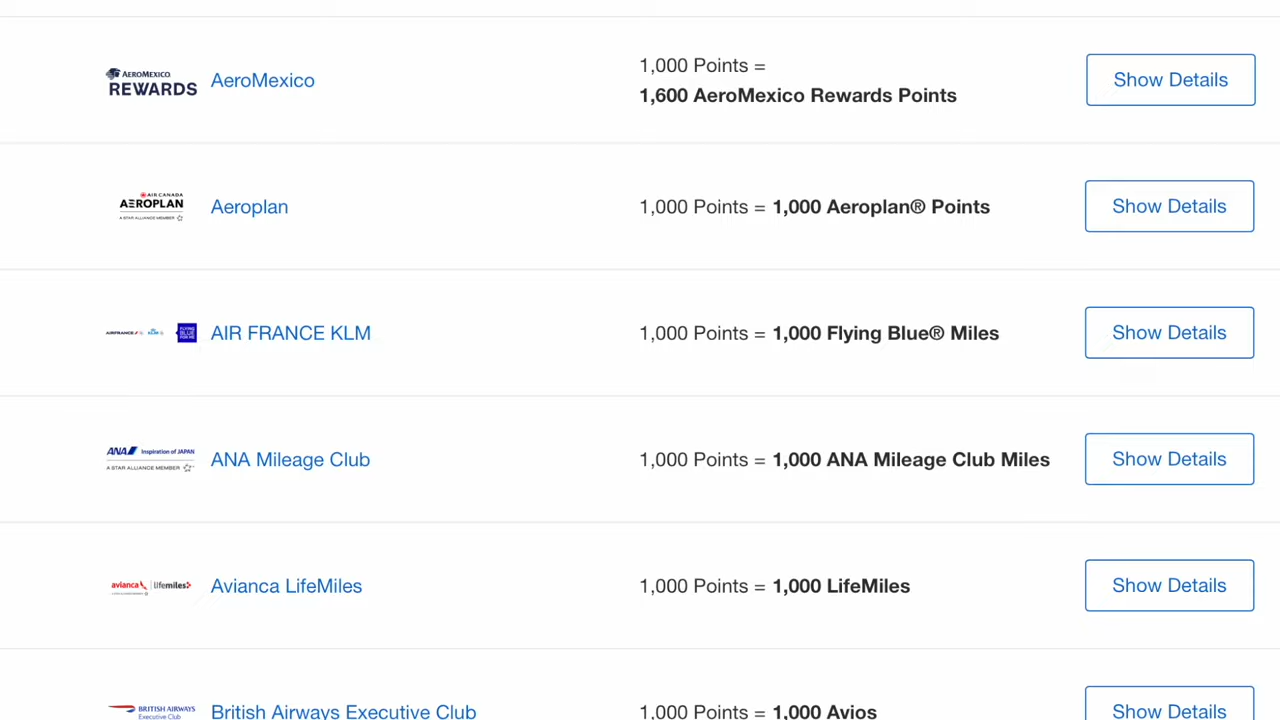 AEROMEXICO.
REWARDS
AeroMexico
1,000 Points =
1,600 AeroMexico Rewards Points
Show Details
AIR CANADA
AEROPLAN
A STAR ALLIANCE MEMBER
Aeroplan
1,000 Points = 1,000 Aeroplan® Points
Show Details
AIRFRANCE KLM FLYING BLUE
AIR FRANCE KLM
1,000 Points = 1,000 Flying Blue® Miles
Show Details
ANA Inspiration of JAPAN
A STAR ALLIANCE MEMBER
ANA Mileage Club
1,000 Points = 1,000 ANA Mileage Club Miles
Show Details
avianca lifemiles
Avianca LifeMiles
1,000 Points = 1,000 LifeMiles
Show Details
BRITISH AIRWAYS
Executive Club
British Airways Executive Club
1,000 Points = 1,000 Avios
Show Details